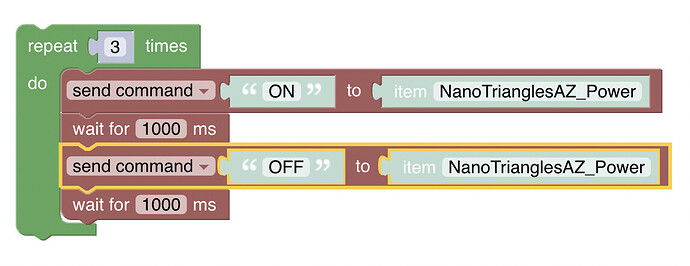 repeat 3 times
do
send command “ ON ” to item NanoTrianglesAZ_Power
wait for 1000 ms
send command “ OFF ” to item NanoTrianglesAZ_Power
wait for 1000 ms